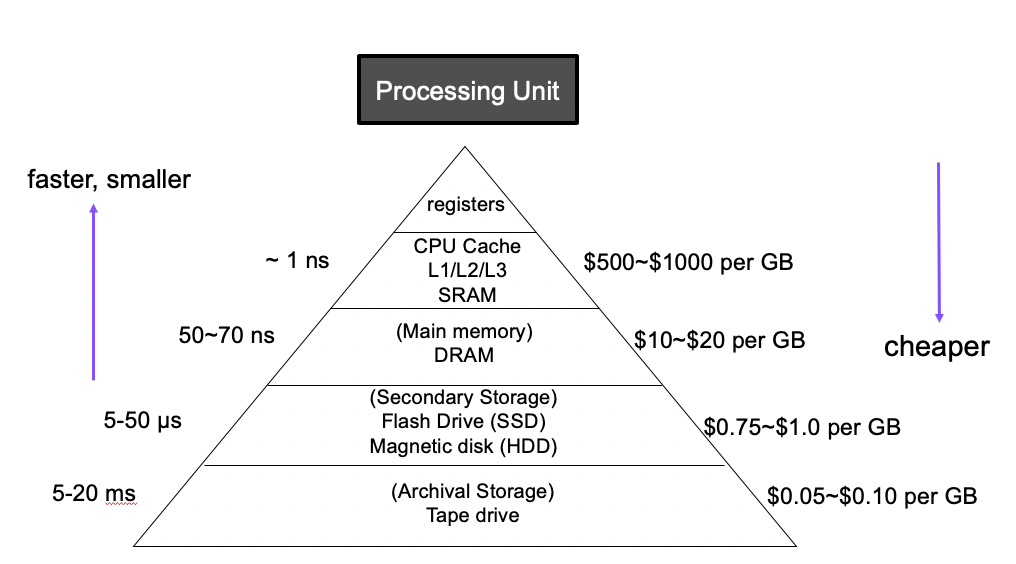 Processing Unit
faster, smaller
registers
~ 1 ns
CPU Cache
L1/L2/L3
SRAM
$500~$1000 per GB
50~70 ns
(Main memory)
DRAM
$10~$20 per GB
cheaper
5-50 µs
(Secondary Storage)
Flash Drive (SSD)
Magnetic disk (HDD)
$0.75~$1.0 per GB
5-20 ms
(Archival Storage)
Tape drive
$0.05~$0.10 per GB